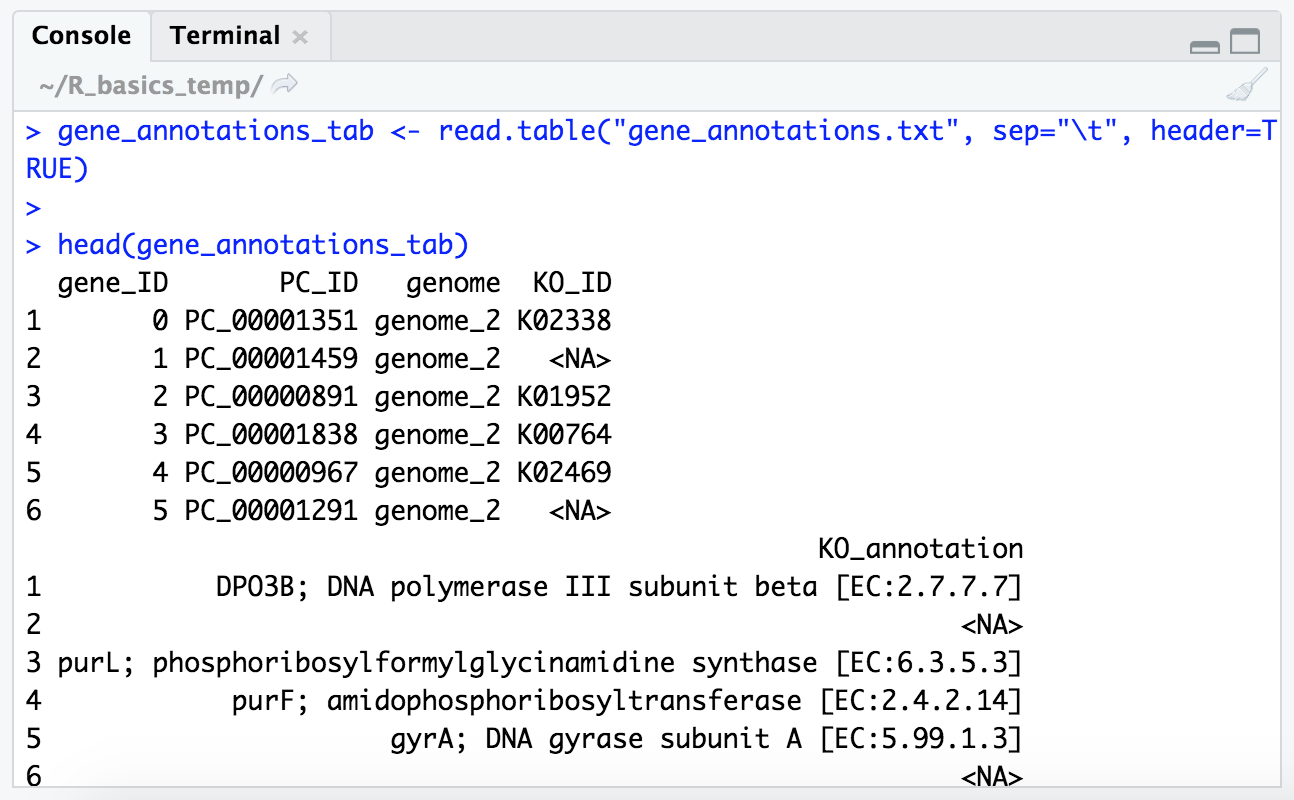 Console Terminal
~/R_basics_temp/
> gene_annotations_tab <- read.table("gene_annotations.txt", sep="\t", header=T
RUE)
>
> head(gene_annotations_tab)
  gene_ID       PC_ID   genome  KO_ID
1       0 PC_00001351 genome_2 K02338
2       1 PC_00001459 genome_2   <NA>
3       2 PC_00000891 genome_2 K01952
4       3 PC_00001838 genome_2 K00764
5       4 PC_00000967 genome_2 K02469
6       5 PC_00001291 genome_2   <NA>
                                                  KO_annotation
1           DPO3B; DNA polymerase III subunit beta [EC:2.7.7.7]
2                                                          <NA>
3 purL; phosphoribosylformylglycinamidine synthase [EC:6.3.5.3]
4            purF; amidophosphoribosyltransferase [EC:2.4.2.14]
5                      gyrA; DNA gyrase subunit A [EC:5.99.1.3]
6                                                          <NA>